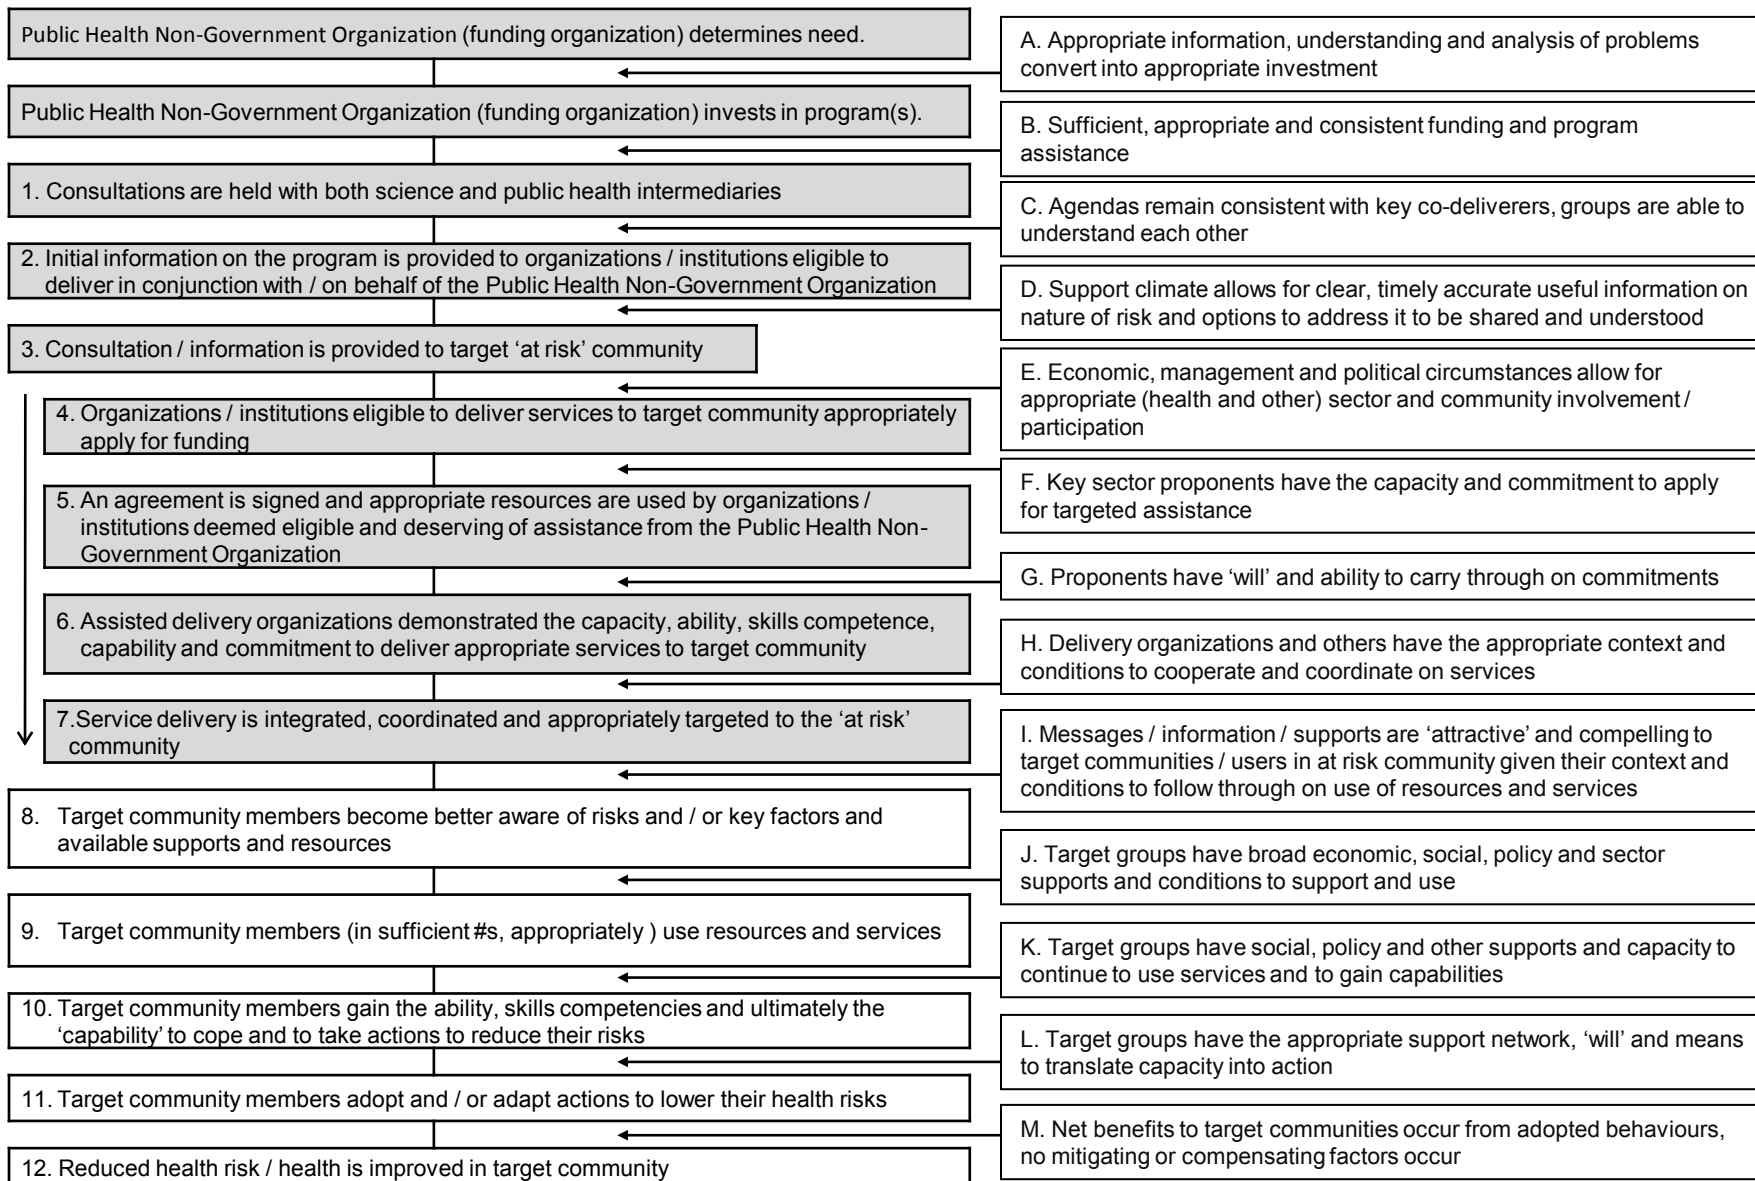 Public Health Non-Government Organization (funding organization) determines need.
Public Health Non-Government Organization (funding organization) invests in program(s).
1. Consultations are held with both science and public health intermediaries
2. Initial information on the program is provided to organizations / institutions eligible to
deliver in conjunction with / on behalf of the Public Health Non-Government Organization
3. Consultation / information is provided to target ‘at risk’ community
4. Organizations / institutions eligible to deliver services to target community appropriately
apply for funding
5. An agreement is signed and appropriate resources are used by organizations /
institutions deemed eligible and deserving of assistance from the Public Health Non-
Government Organization
6. Assisted delivery organizations demonstrated the capacity, ability, skills competence,
capability and commitment to deliver appropriate services to target community
7.Service delivery is integrated, coordinated and appropriately targeted to the ‘at risk’
community
8. Target community members become better aware of risks and / or key factors and
available supports and resources
9. Target community members (in sufficient #s, appropriately ) use resources and services
10. Target community members gain the ability, skills competencies and ultimately the
‘capability’ to cope and to take actions to reduce their risks
11. Target community members adopt and / or adapt actions to lower their health risks
12. Reduced health risk / health is improved in target community
A. Appropriate information, understanding and analysis of problems
convert into appropriate investment
B. Sufficient, appropriate and consistent funding and program
assistance
C. Agendas remain consistent with key co-deliverers, groups are able to
understand each other
D. Support climate allows for clear, timely accurate useful information on
nature of risk and options to address it to be shared and understood
E. Economic, management and political circumstances allow for
appropriate (health and other) sector and community involvement /
participation
F. Key sector proponents have the capacity and commitment to apply
for targeted assistance
G. Proponents have ‘will’ and ability to carry through on commitments
H. Delivery organizations and others have the appropriate context and
conditions to cooperate and coordinate on services
I. Messages / information / supports are ‘attractive’ and compelling to
target communities / users in at risk community given their context and
conditions to follow through on use of resources and services
J. Target groups have broad economic, social, policy and sector
supports and conditions to support and use
K. Target groups have social, policy and other supports and capacity to
continue to use services and to gain capabilities
L. Target groups have the appropriate support network, ‘will’ and means
to translate capacity into action
M. Net benefits to target communities occur from adopted behaviours,
no mitigating or compensating factors occur